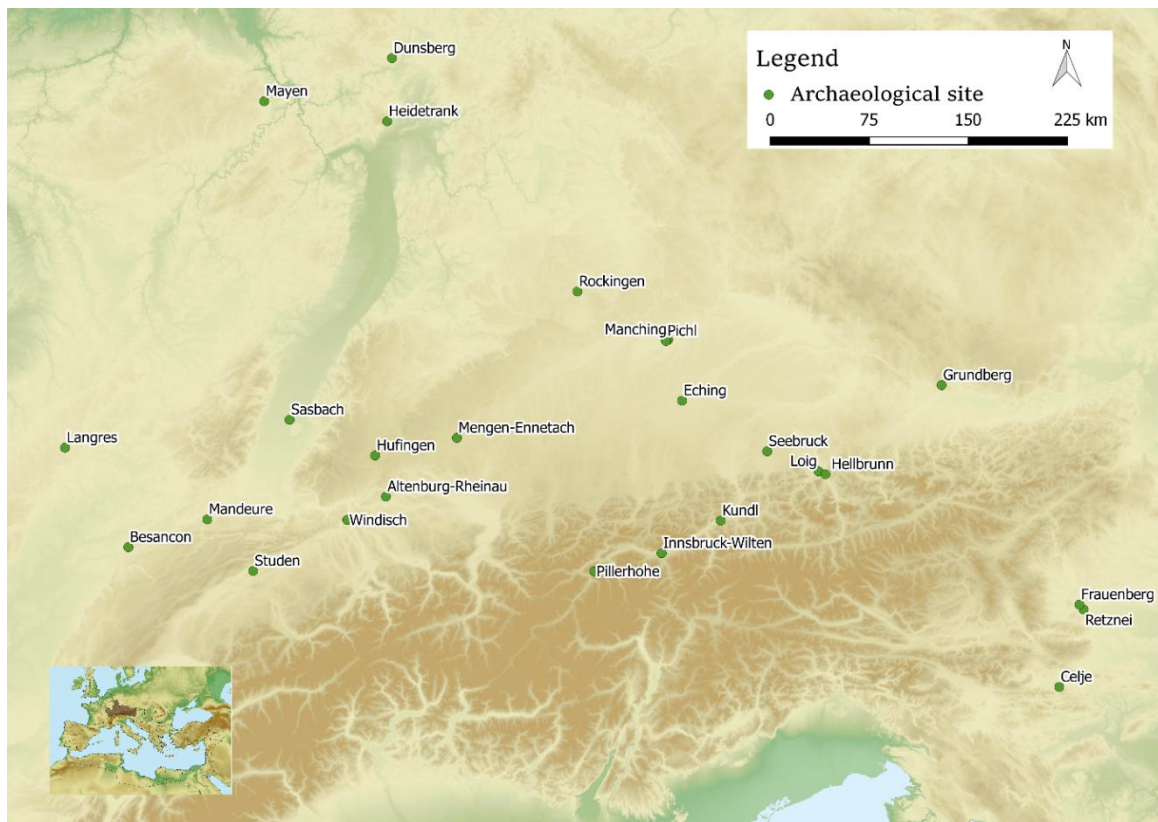 Dunsberg
Legend
N
Mayen
Archaeological site
Heidetrank
0 75 150 225 km
Rockingen
Manching Pichl
Grundberg
Eching
Sasbach
Mengen-Ennetach
Langres
Hufingen
Seebruck
Loig Hellbrunn
Altenburg-Rheinau
Mandeure
Windisch
Kundl
Besancon
Innsbruck-Wilten
Studen
Pillerhohe
Frauenberg
Retznei
Celje